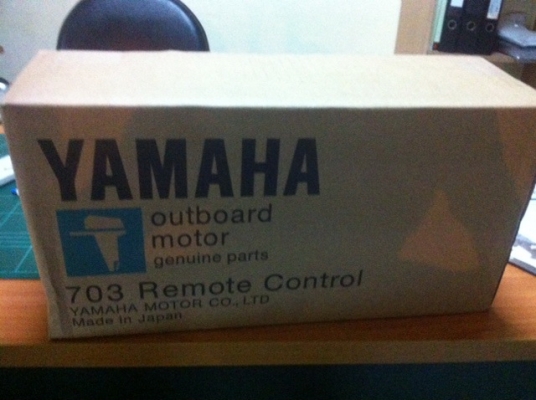 YAMAHA
outboard
motor
genuine parts
703 Remote Control
YAMAHA MOTOR CO., LTD
Made in Japan